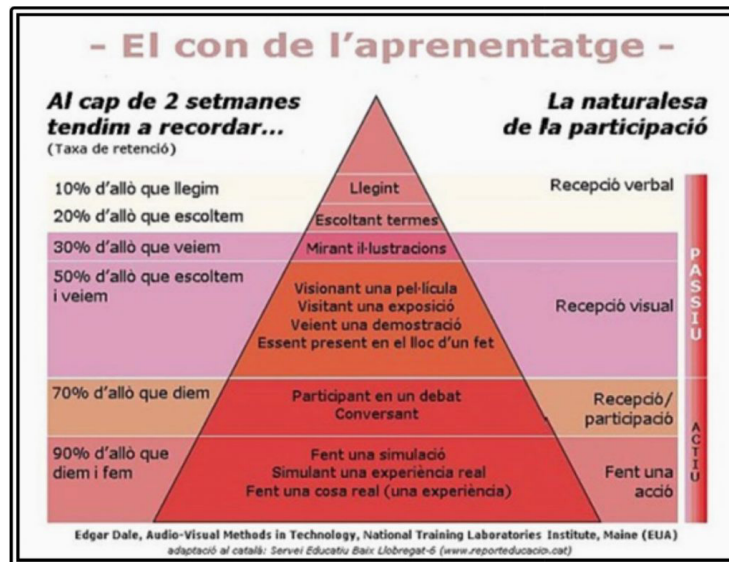 - El con de l'aprenentatge -
Al cap de 2 setmanes
tendim a recordar...
(Taxa de retenció)
La naturalesa
de la participació
10% d'allò que llegim
Llegint
Recepció verbal
20% d'allò que escoltem
Escoltant termes
30% d'allò que veiem
Mirant il·lustracions
50% d'allò que escoltem
i veiem
Visionant una pel·lícula
Visitant una exposició
Veient una demostració
Essent present en el lloc d'un fet
Recepció visual
PASSIU
70% d'allò que diem
Participant en un debat
Conversant
Recepció/
participació
90% d'allò que
diem i fem
Fent una simulació
Simulant una experiència real
Fent una cosa real (una experiència)
Fent una
acció
ACTIU
Edgar Dale, Audio-Visual Methods in Technology, National Training Laboratories Institute, Maine (EUA)
adaptació al català: Servei Educatiu Baix Llobregat-6 (www.reporteducacio.cat)